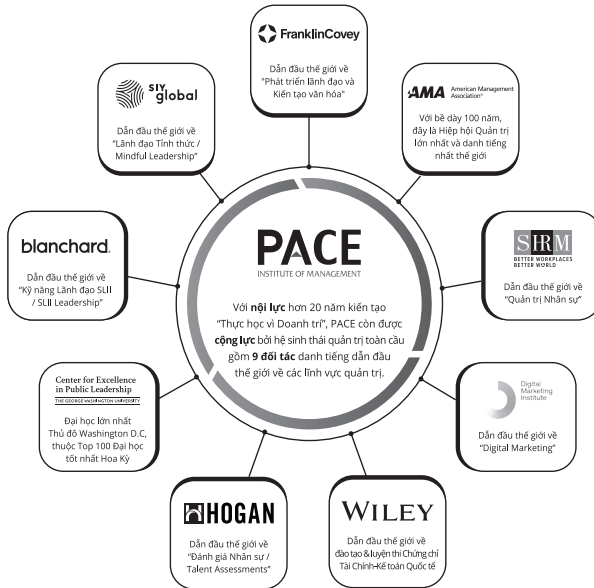 FranklinCovey
Dẫn đầu thế giới về
"Phát triển lãnh đạo và
Kiến tạo văn hóa"
SIY
global
Dẫn đầu thế giới về
“Lãnh đạo Tỉnh thức /
Mindful Leadership”
AMA American Management
Association®
Với bề dày 100 năm,
đây là Hiệp hội Quản trị
lớn nhất và danh tiếng
nhất thế giới
blanchard.
Dẫn đầu thế giới về
“Kỹ năng Lãnh đạo SLII
/ SLII Leadership”
PACE
INSTITUTE OF MANAGEMENT
Với nội lực hơn 20 năm kiến tạo
“Thực học vì Doanh trí”, PACE còn được
cộng lực bởi hệ sinh thái quản trị toàn cầu
gồm 9 đối tác danh tiếng dẫn đầu
thế giới về các lĩnh vực quản trị.
SHRM
BETTER WORKPLACES
BETTER WORLD
Dẫn đầu thế giới về
“Quản trị Nhân sự”
Center for Excellence
in Public Leadership
THE GEORGE WASHINGTON UNIVERSITY
Đại học lớn nhất
Thủ đô Washington D.C,
thuộc Top 100 Đại học
tốt nhất Hoa Kỳ
Digital
Marketing
Institute
Dẫn đầu thế giới về
“Digital Marketing”
HOGAN
Dẫn đầu thế giới về
“Đánh giá Nhân sự /
Talent Assessments”
WILEY
Dẫn đầu thế giới về
đào tạo & luyện thi Chứng chỉ
Tài Chính-Kế toán Quốc tế